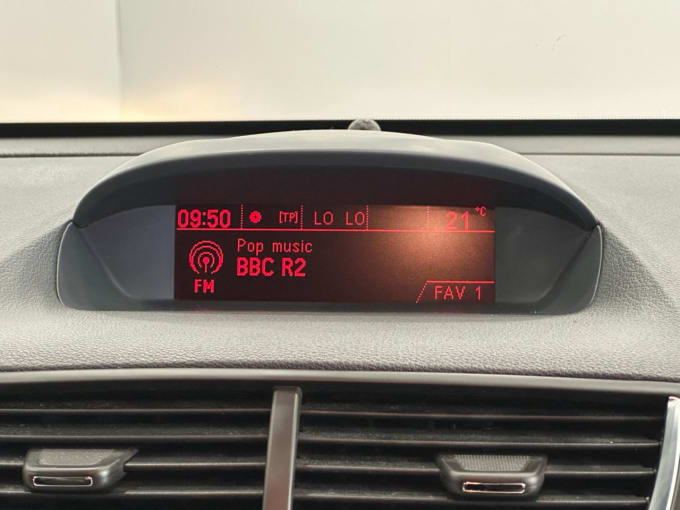 09:50 [TP] LO LO 21 °C
Pop music
BBC R2
FM
FAV 1